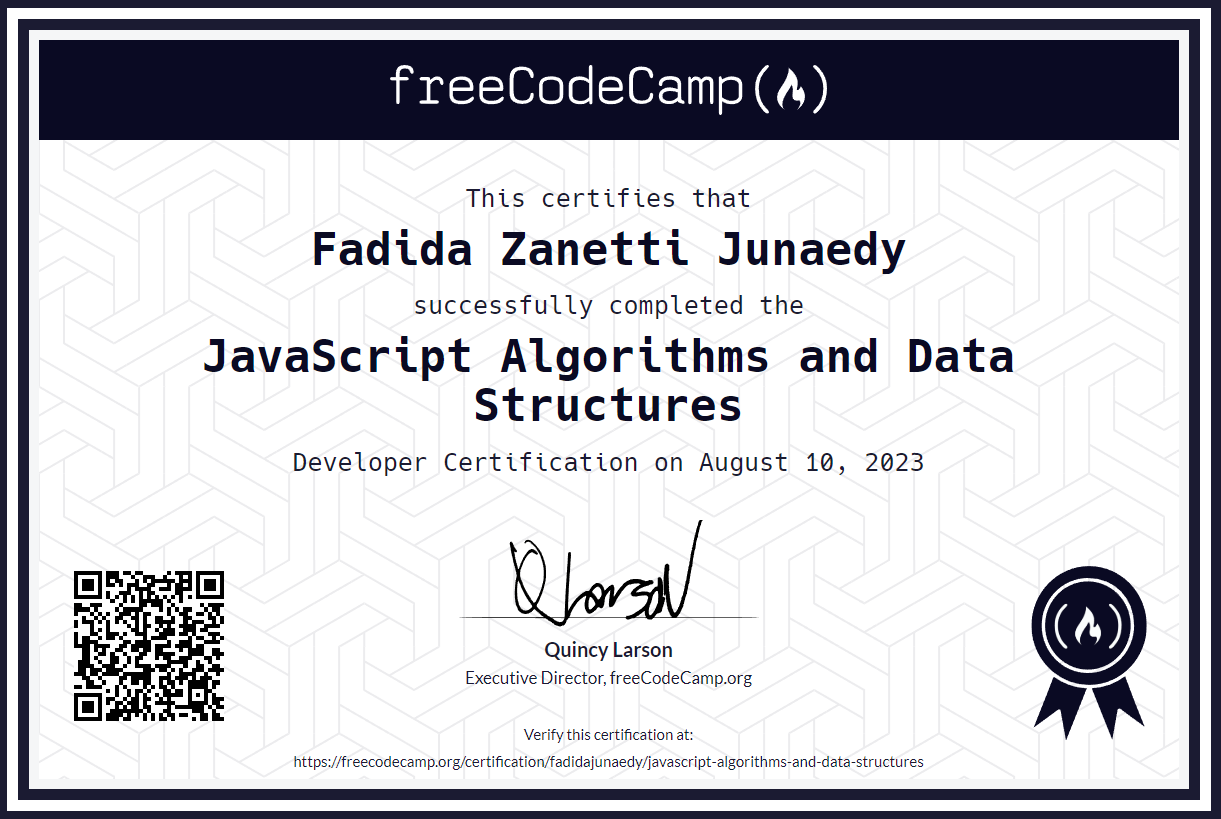 freeCodeCamp
This certifies that
Fadida Zanetti Junaedy
successfully completed the
JavaScript Algorithms and Data
Structures
Developer Certification on August 10, 2023
Q Larson
Quincy Larson
Executive Director, freeCodeCamp.org
Verify this certification at:
https://freecodecamp.org/certification/fadidajunaedy/javascript-algorithms-and-data-structures